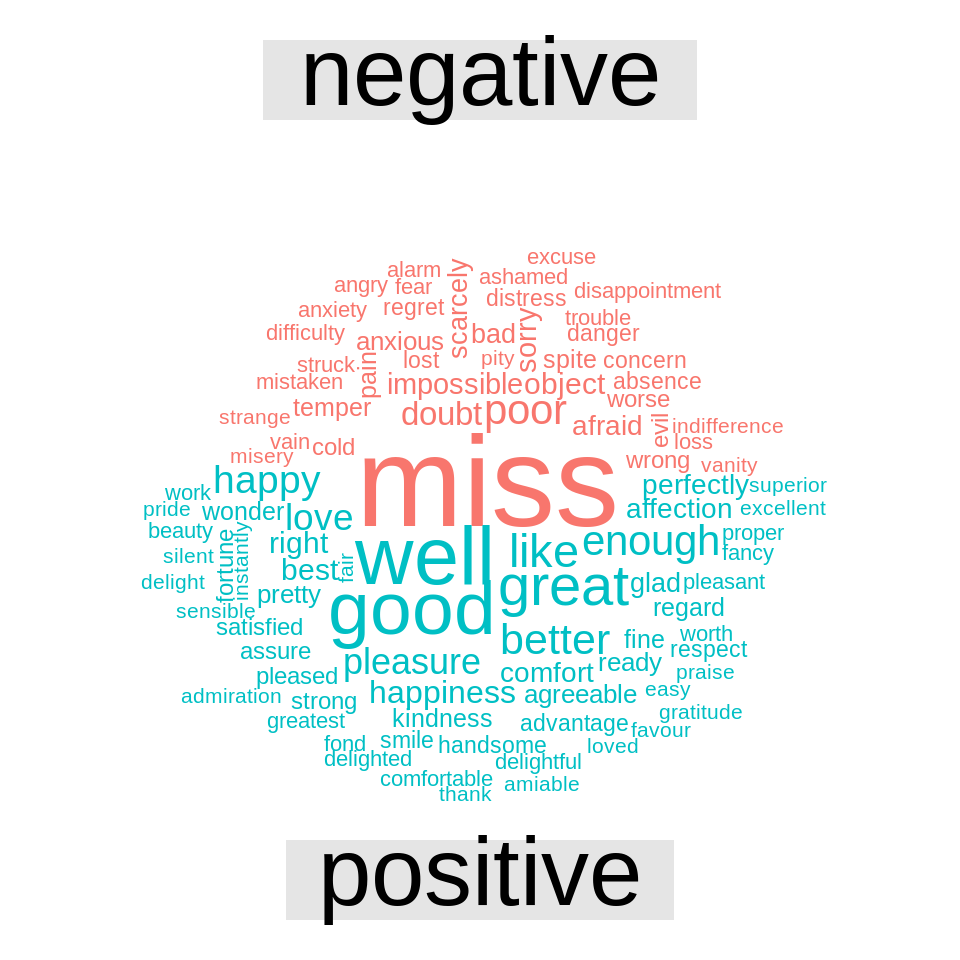 negative
excuse
alarm
scarcely
ashamed
angry
fear
distress
disappointment
anxiety
regret
sorry
trouble
difficulty
anxious
bad
danger
struck
pain
lost
pity
spite
concern
mistaken
impossible
object
absence
temper
doubt
poor
worse
strange
afraid
evil
indifference
vain
cold
miss
loss
misery
wrong
vanity
happy
perfectly
superior
work
pride
wonder
love
affection
excellent
beauty
instantly
right
well
like
enough
proper
silent
fortune
fair
fancy
delight
best
great
glad
pleasant
sensible
pretty
good
regard
satisfied
better
fine
worth
assure
pleasure
respect
pleased
comfort
ready
praise
admiration
strong
happiness
agreeable
easy
greatest
kindness
advantage
gratitude
favour
fond
smile
handsome
loved
delighted
delightful
comfortable
amiable
thank
positive